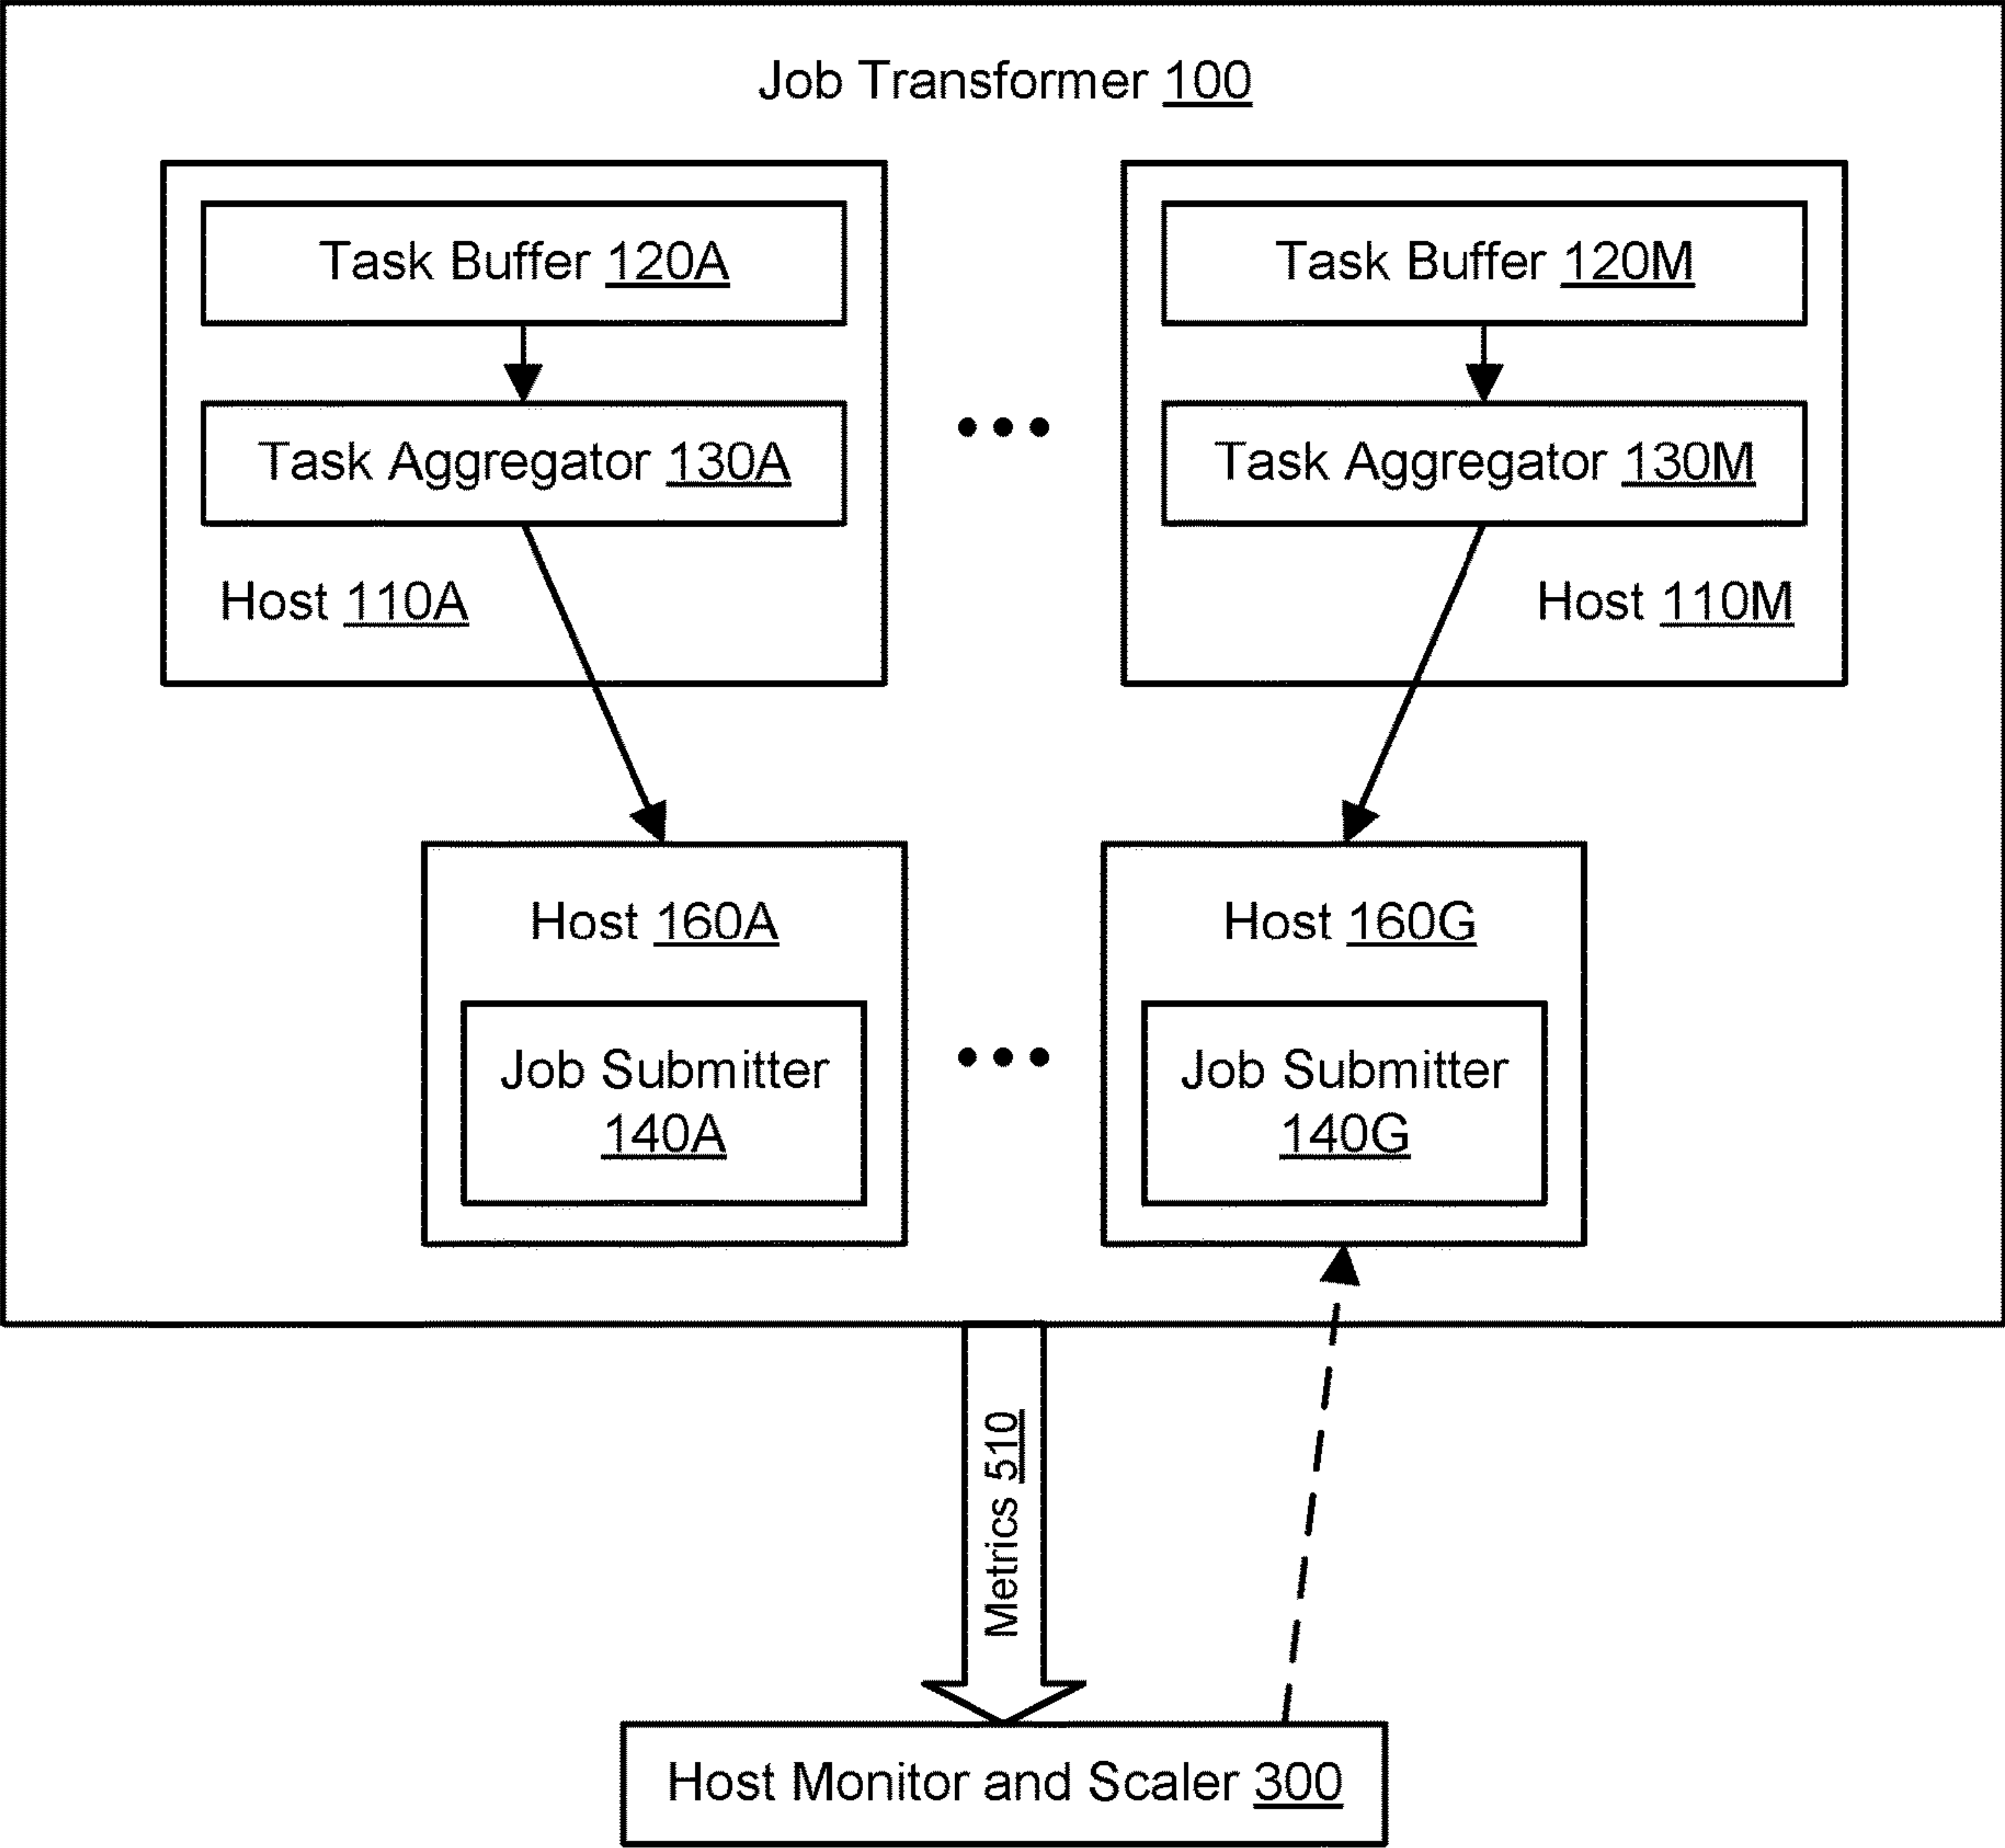 Job Transformer 100
Task Buffer 120A
Task Buffer 120M
Task Aggregator 130A
Task Aggregator 130M
Host 110A
Host 110M
Host 160A
Host 160G
Job Submitter
140A
Job Submitter
140G
Metrics 510
Host Monitor and Scaler 300